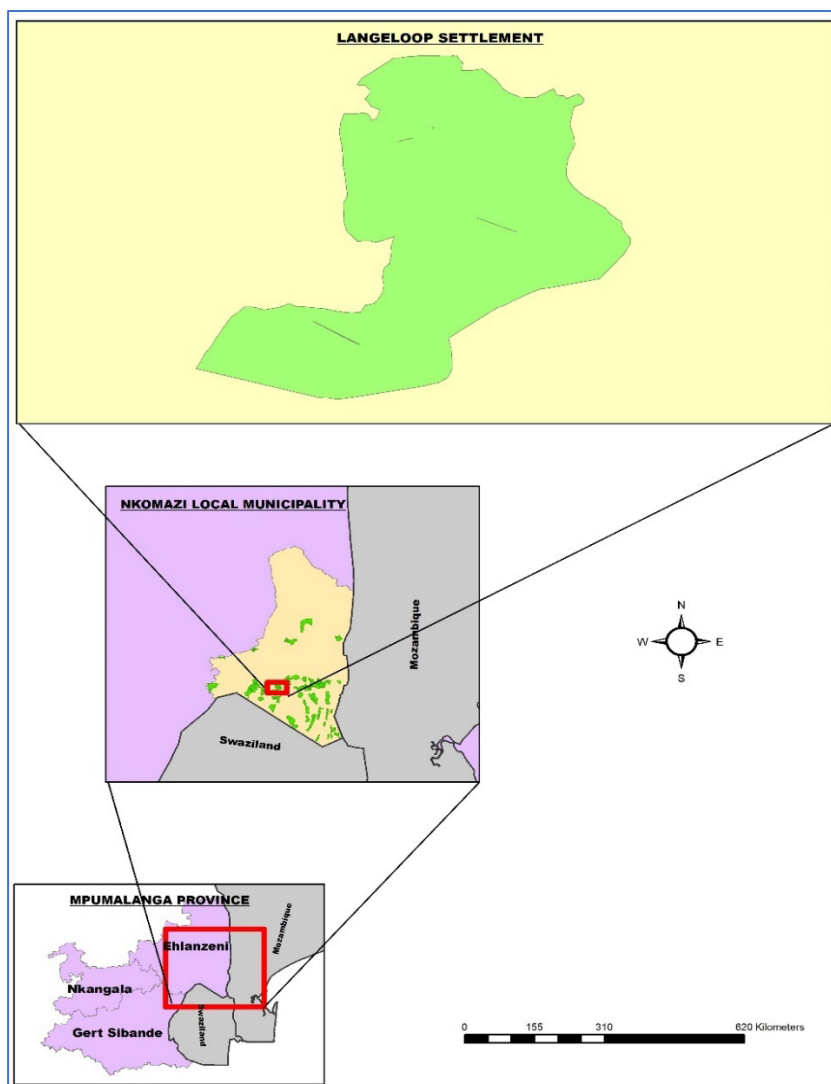 LANGELOOP SETTLEMENT
NKOMAZI LOCAL MUNICIPALITY
Mozambique
Swaziland
N
W E
S
MPUMALANGA PROVINCE
Ehlanzeni
Mozambique
Nkangala
Swaziland
Gert Sibande
0 155 310 620 Kilometers